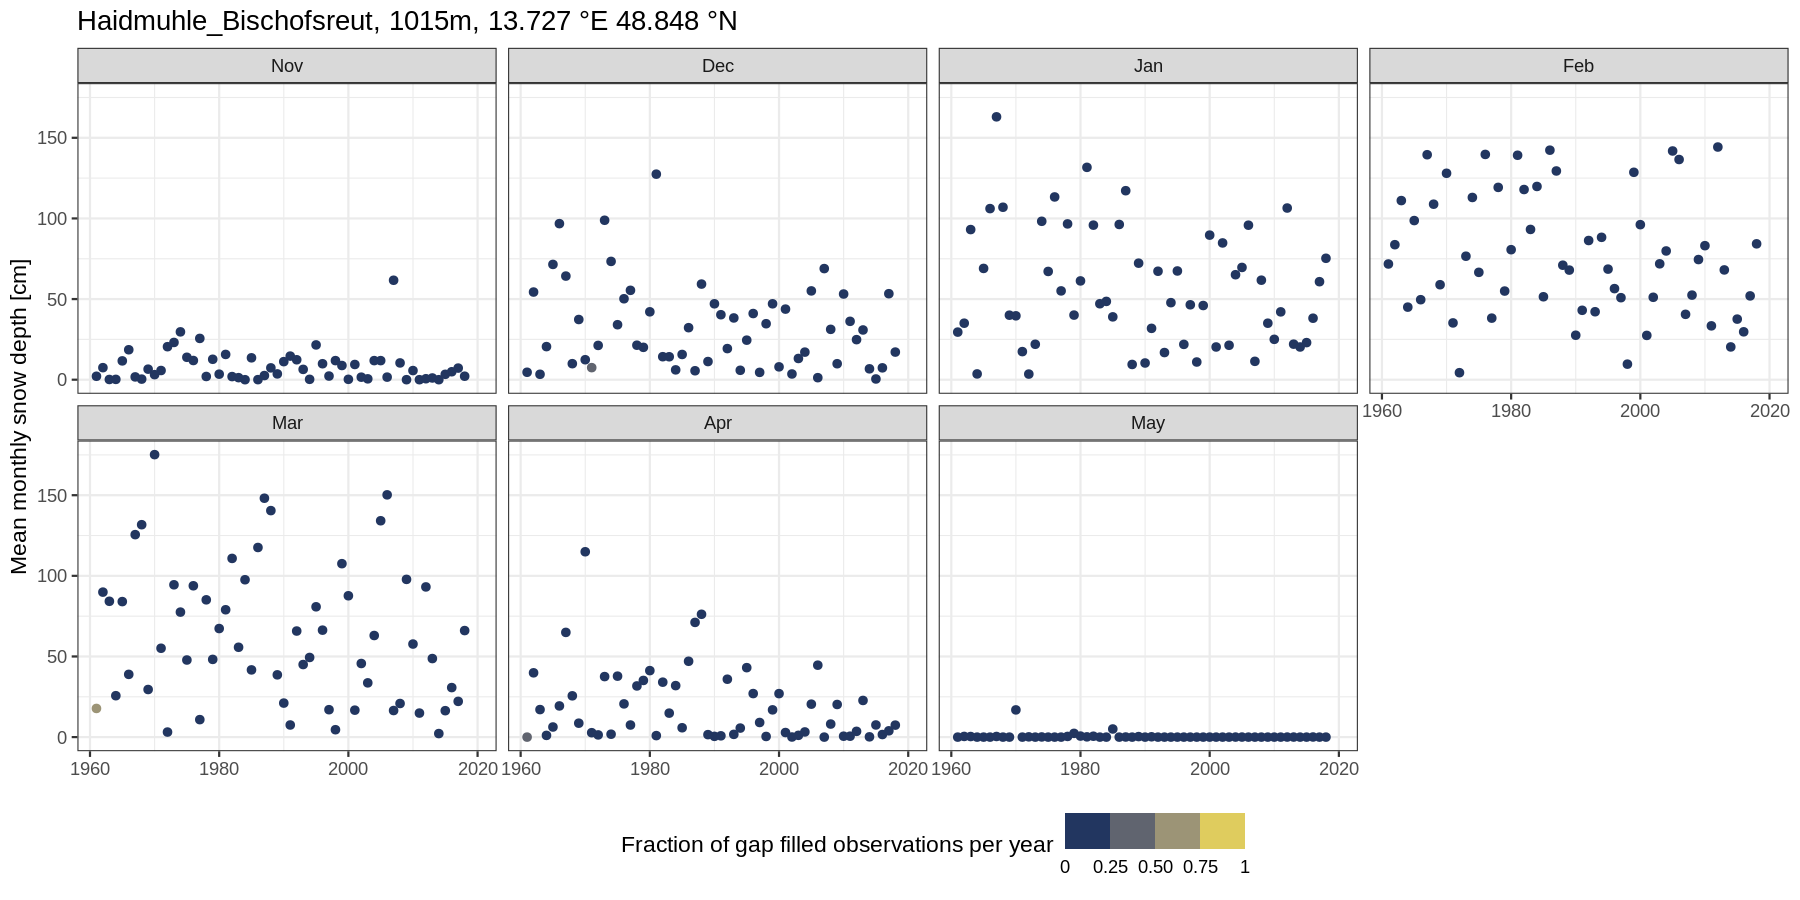 Haidmuhle_Bischofsreut, 1015m, 13.727 °E 48.848 °N
Nov Dec Jan Feb
150
100
50
0
1960 1980 2000 2020
Mean monthly snow depth [cm]
Mar Apr May
150
100
50
0
1960 1980 2000 2020 1960 1980 2000 2020 1960 1980 2000 2020
Fraction of gap filled observations per year
0 0.25 0.50 0.75 1